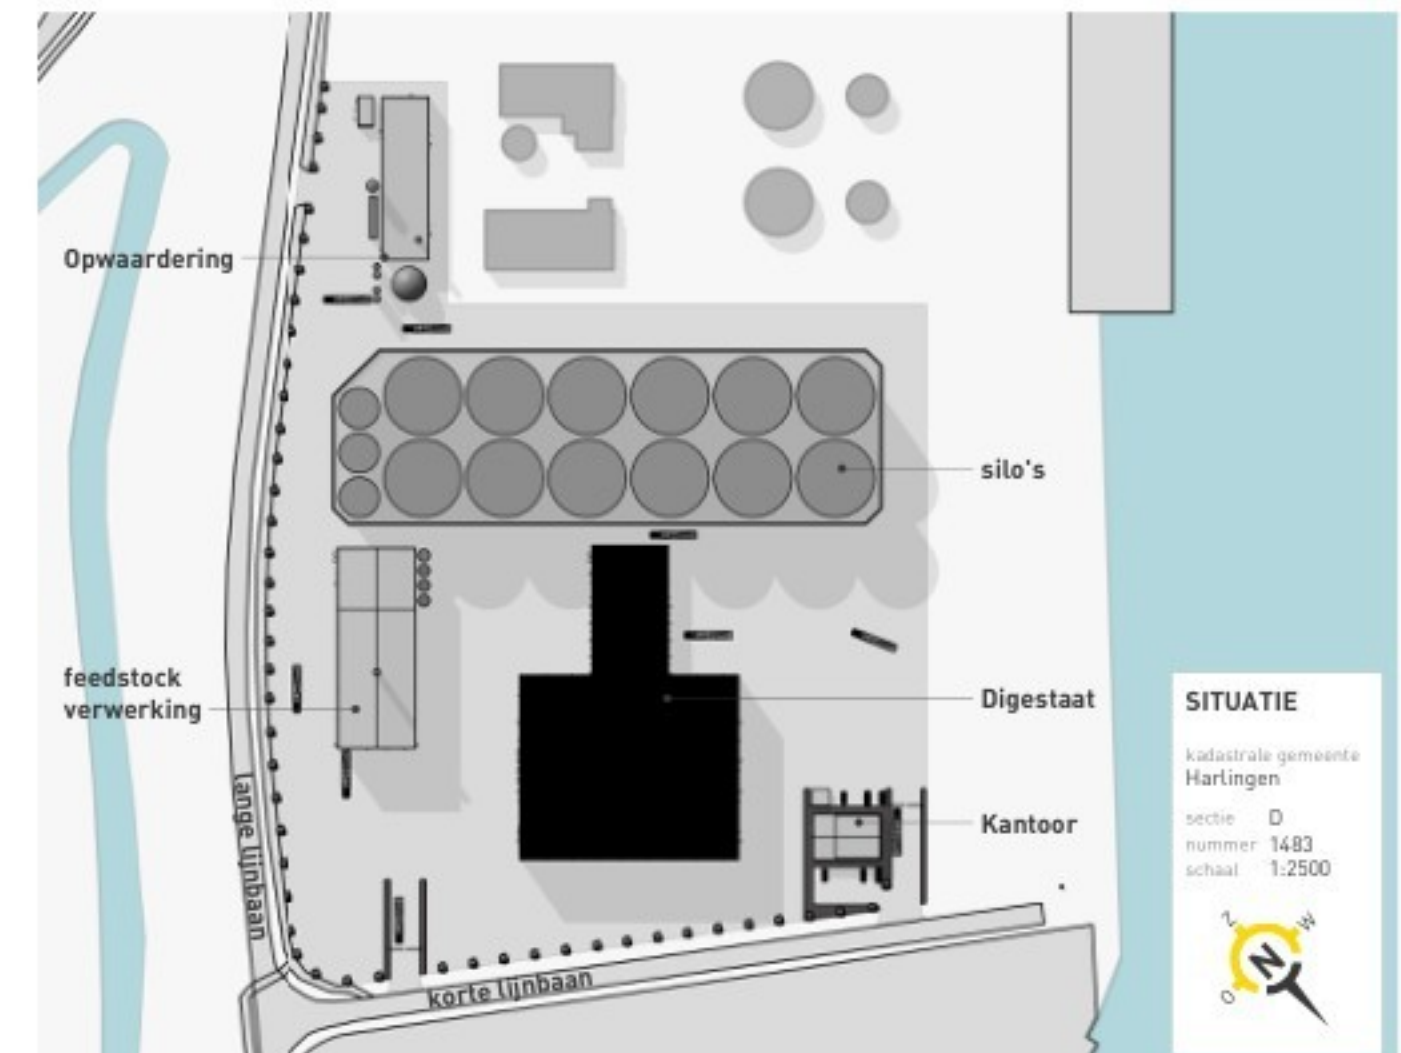 Opwaardering
silo's
feedstock
verwerking
Digestaat
Kantoor
lange lijnbaan
korte lijnbaan
SITUATIE
kadastrale gemeente
Harlingen
sectie D
nummer 1483
schaal 1:2500
Z W
N
O